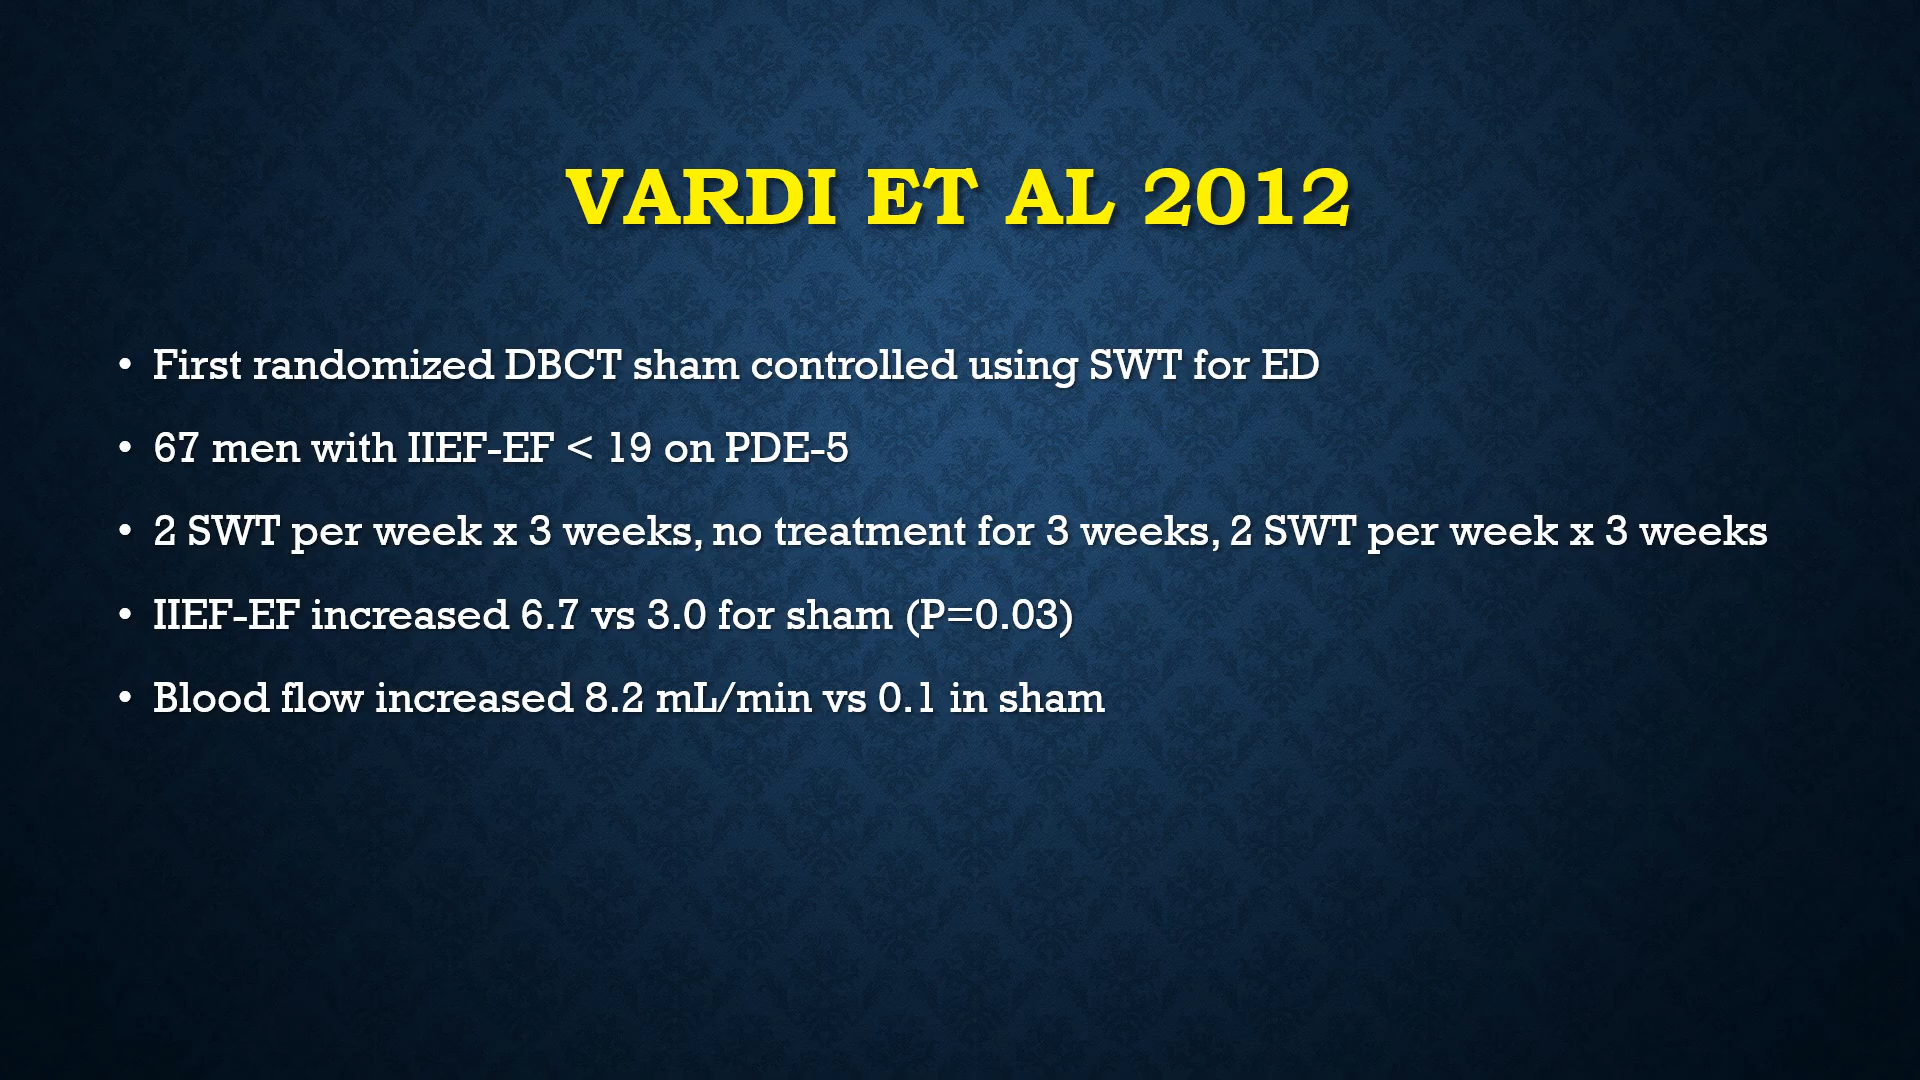 VARDI ET AL 2012
• First randomized DBCT sham controlled using SWT for ED
• 67 men with IIEF-EF < 19 on PDE-5
• 2 SWT per week x 3 weeks, no treatment for 3 weeks, 2 SWT per week x 3 weeks
• IIEF-EF increased 6.7 vs 3.0 for sham (P=0.03)
• Blood flow increased 8.2 mL/min vs 0.1 in sham